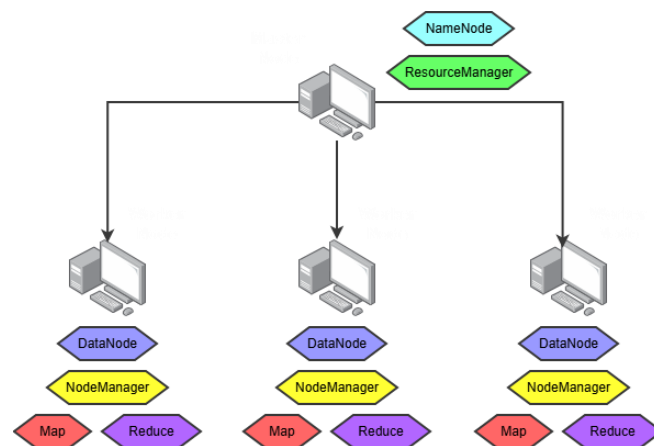 NameNode
ResourceManager
DataNode
DataNode
DataNode
NodeManager
NodeManager
NodeManager
Map
Reduce
Map
Reduce
Map
Reduce